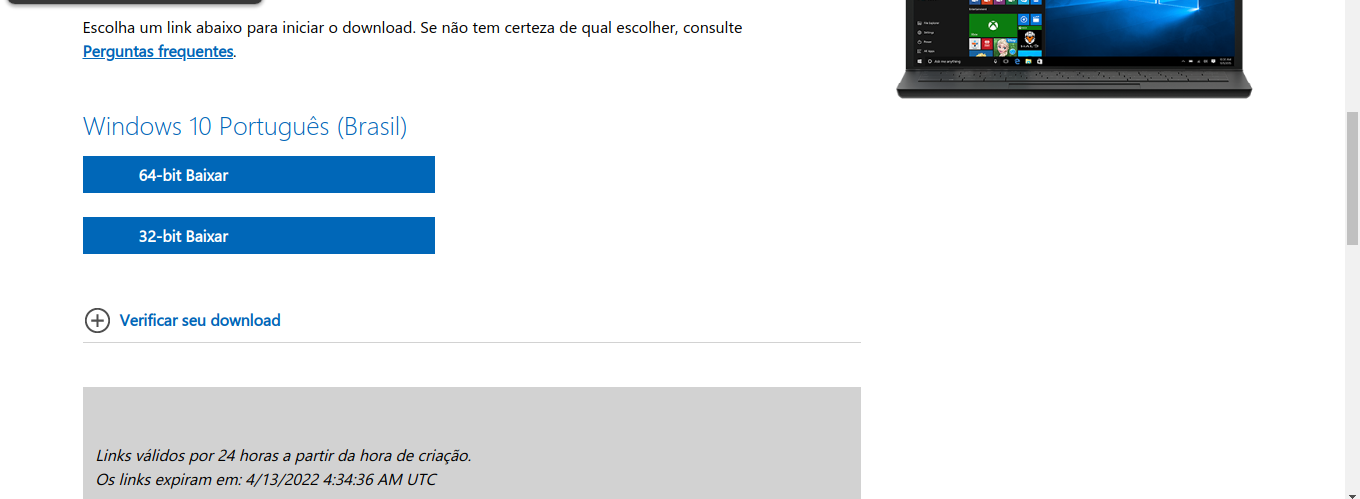 Escolha um link abaixo para iniciar o download. Se não tem certeza de qual escolher, consulte
Perguntas frequentes.
Windows 10 Português (Brasil)
64-bit Baixar
32-bit Baixar
Verificar seu download
Links válidos por 24 horas a partir da hora de criação.
Os links expiram em: 4/13/2022 4:34:36 AM UTC